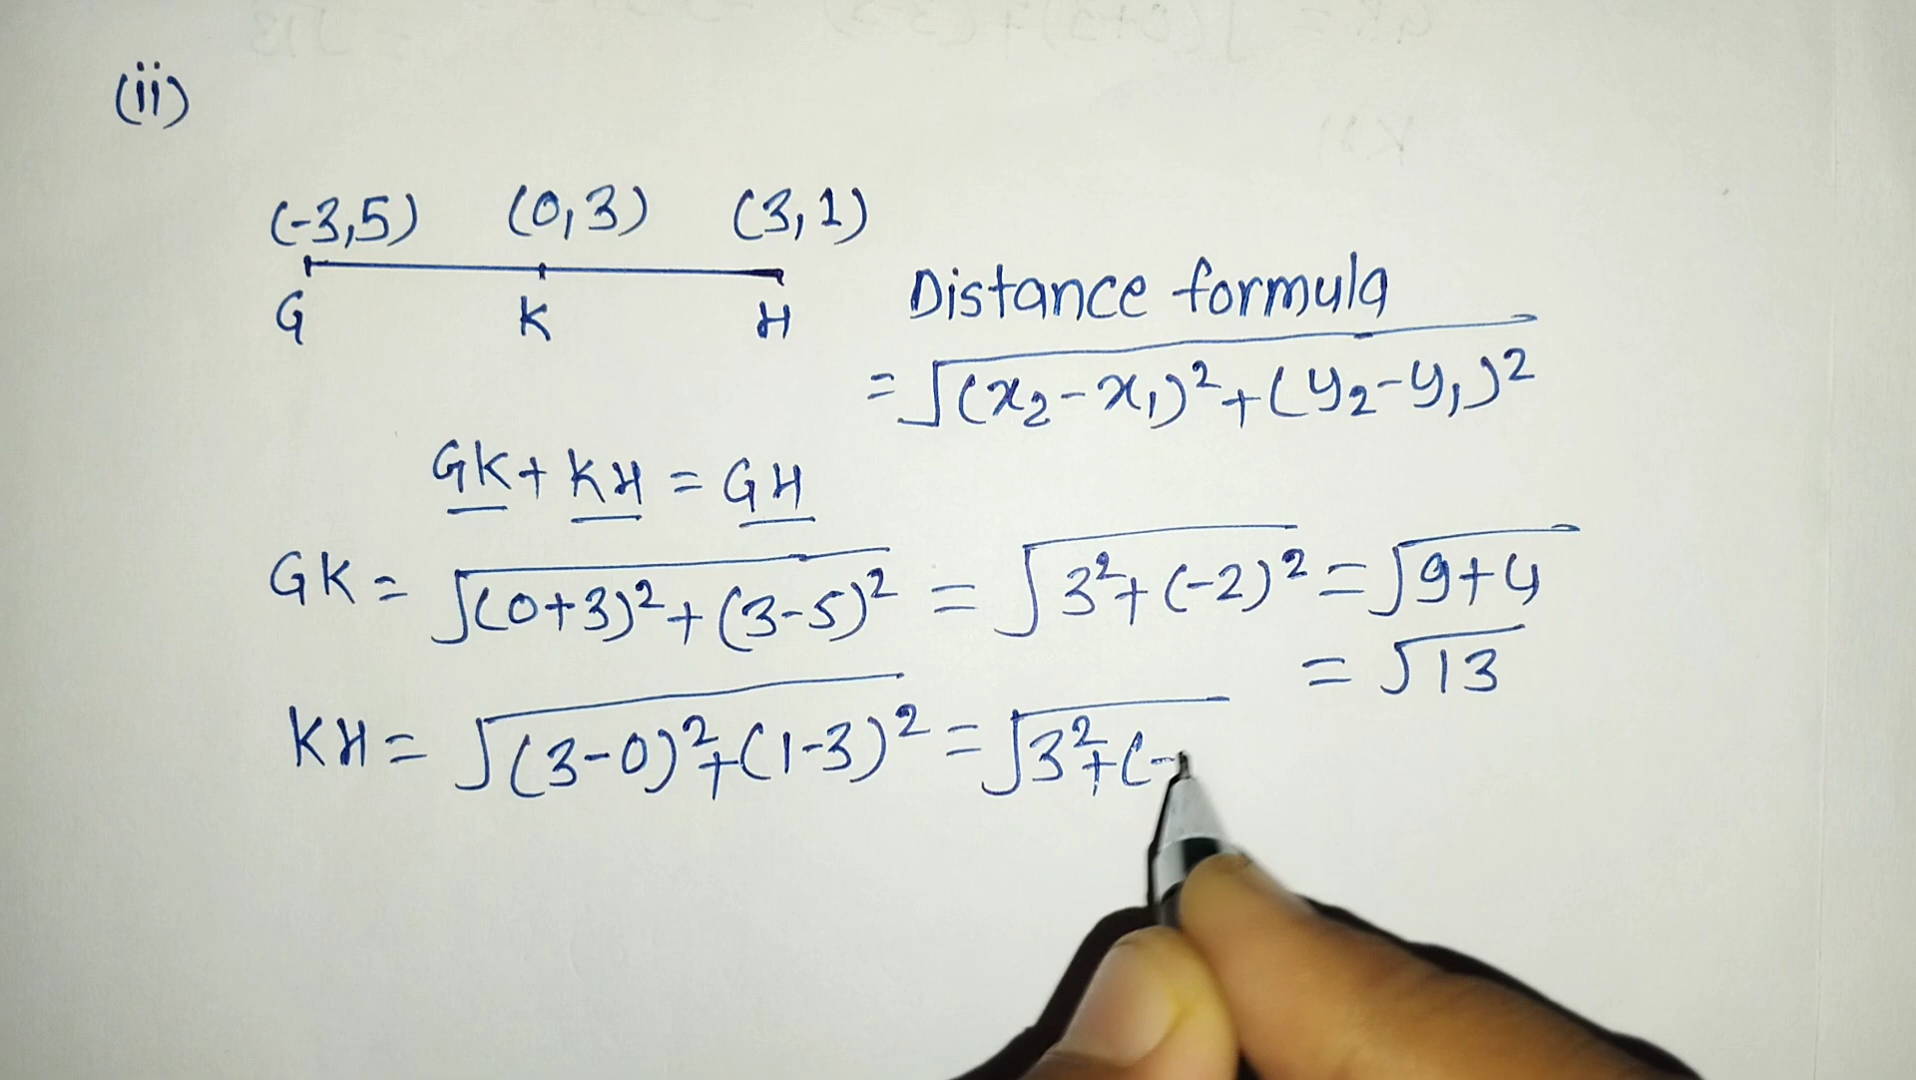 (ii)
(-3,5) (0,3) (3,1)
G K H
Distance formula
= √(x₂-x₁)²+(y₂-y₁)²
GK+KH = GH
GK = √(0+3)²+(3-5)² = √3²+(-2)² = √9+4
= √13
KH = √(3-0)²+(1-3)² = √3²+(-